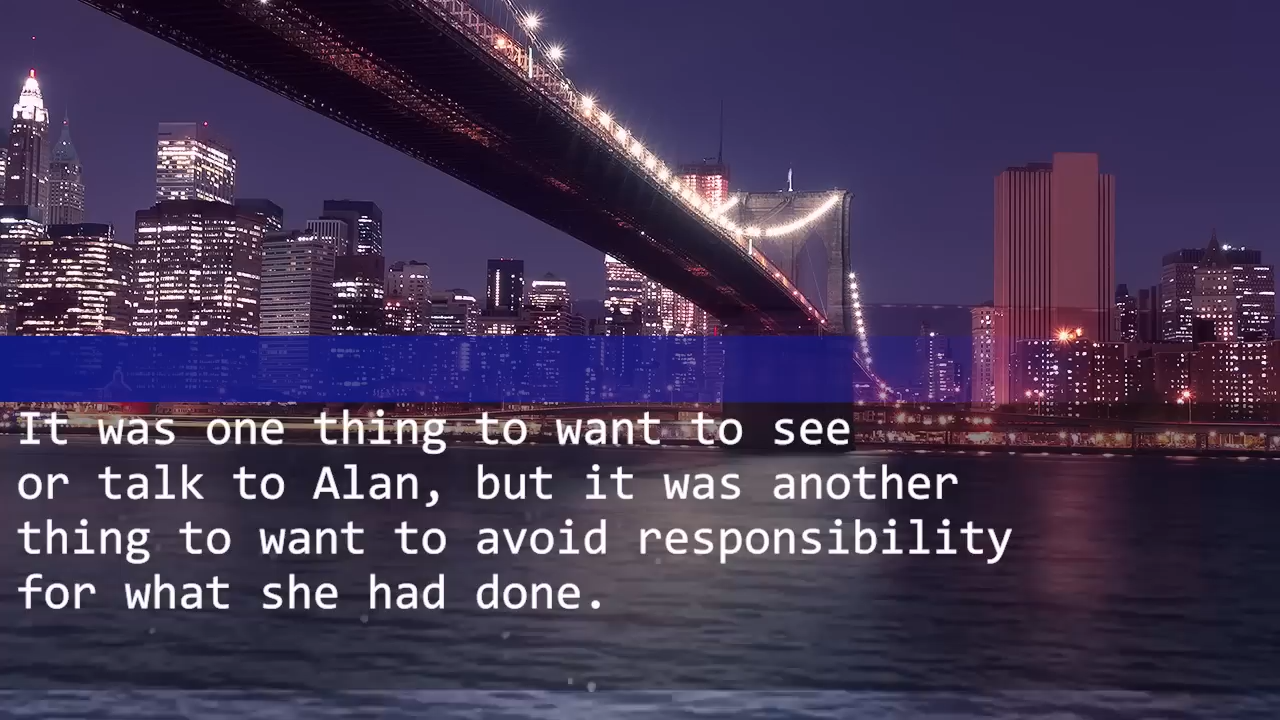 It was one thing to want to see
or talk to Alan, but it was another
thing to want to avoid responsibility
for what she had done.